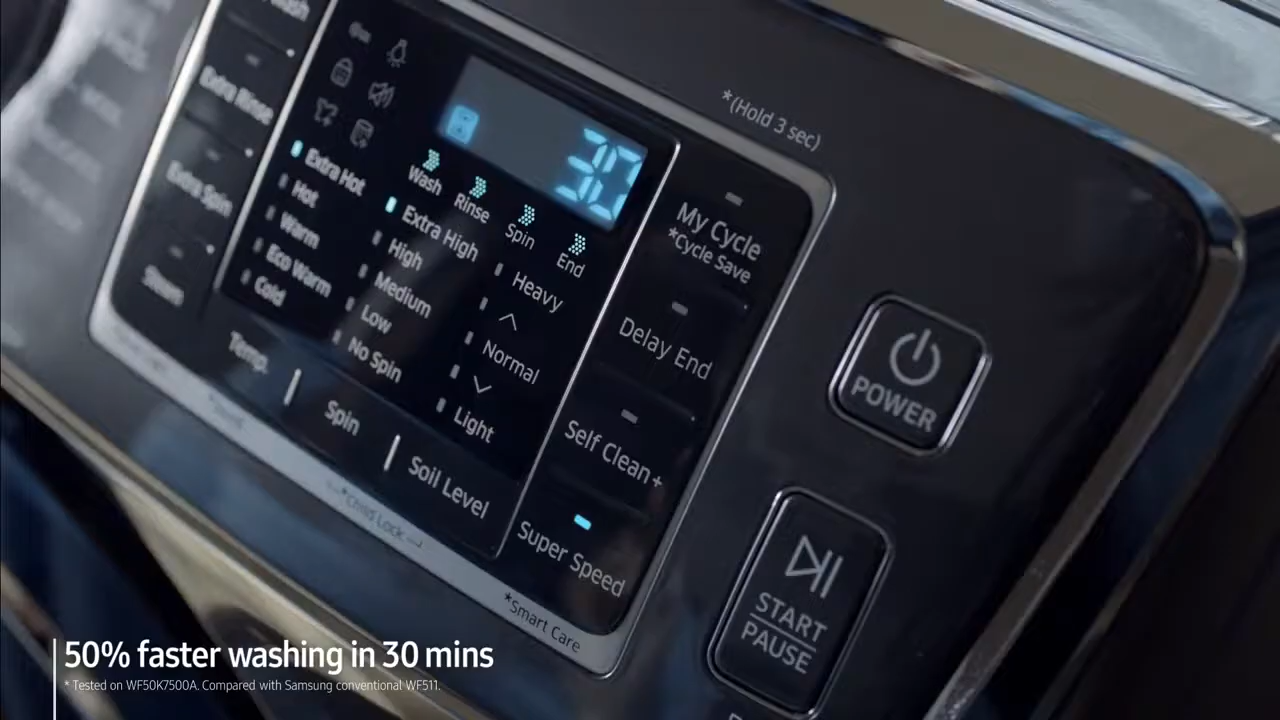 Extra Rinse
Extra Spin
Steam
30
Wash
Rinse
Spin
End
Extra Hot
Hot
Warm
Eco Warm
Cold
Temp.
Extra High
High
Medium
Low
No Spin
Spin
Heavy
Normal
Light
Soil Level
*(Hold 3 sec)
My Cycle
*Cycle Save
Delay End
Self Clean+
Super Speed
*Smart Care
*Child Lock
POWER
START
PAUSE
50% faster washing in 30 mins
* Tested on WF50K7500A. Compared with Samsung conventional WF511.